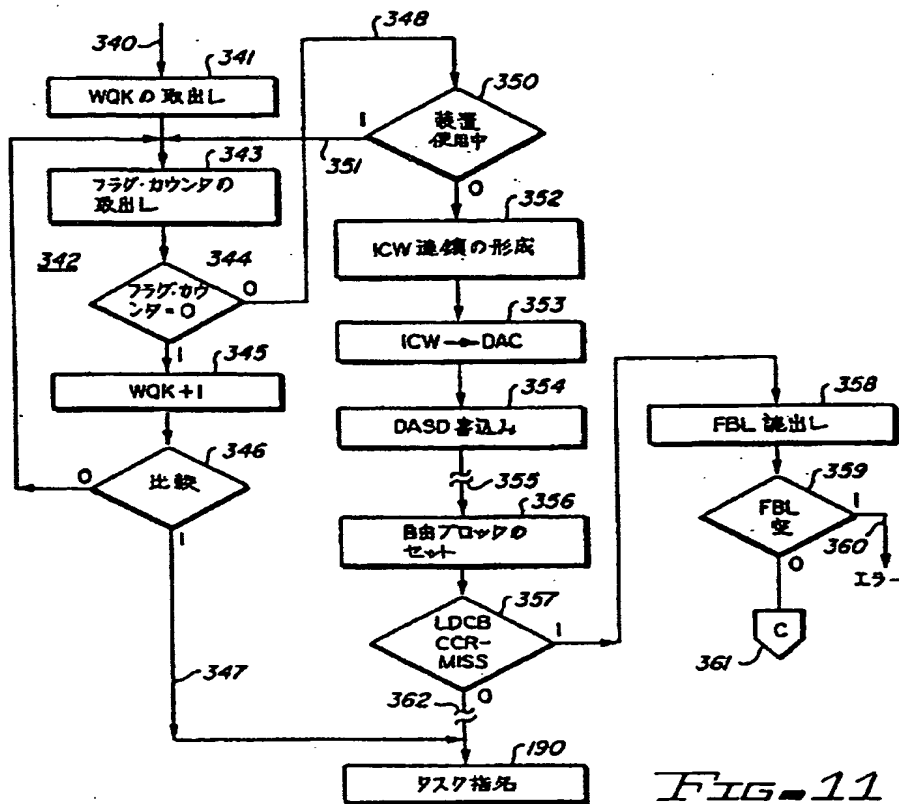 340
341
WQKの取出し
342
343
フラグ・カウンタの
取出し
344
フラグ・カウ
ンタ=0
0
1
345
WQK+1
346
比較
0
1
347
348
350
装置
使用中
1
351
0
352
ICW連鎖の形成
353
ICW→DAC
354
DASD書込み
355
356
自由ブロックの
セット
357
LDCB
CCR-
MISS
1
0
362
190
タスク指名
358
FBL読出し
359
FBL
空
1
360
エラー
0
C
361
FIG-11